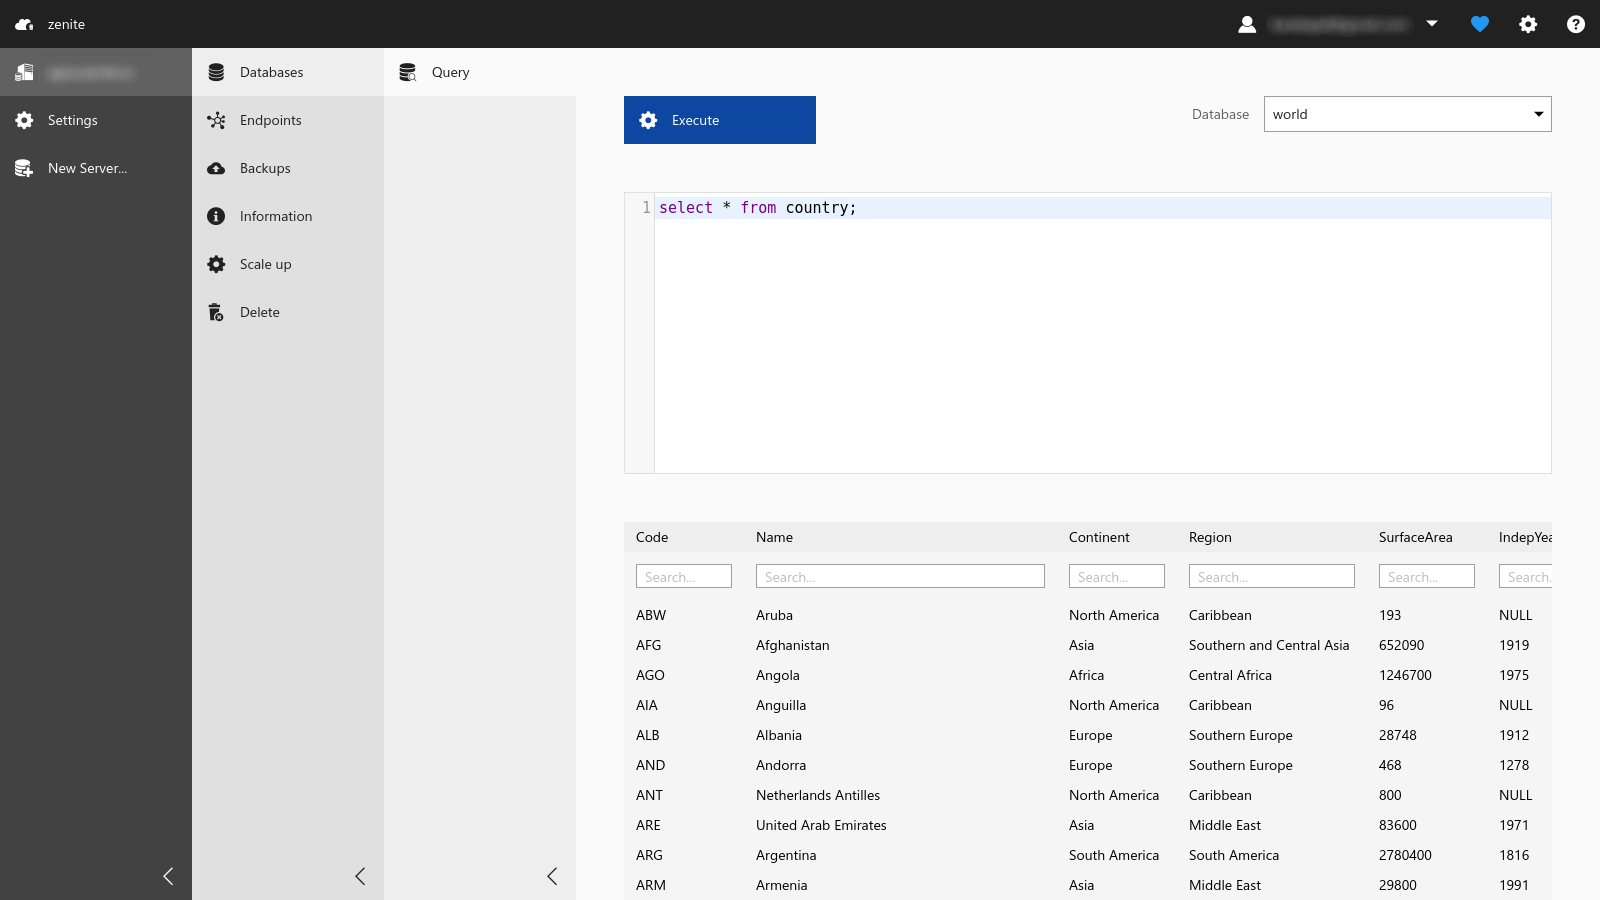 zenite
Settings
New Server...
Databases
Endpoints
Backups
Information
Scale up
Delete
Query
Execute
Database world
1 select * from country;
Code Name Continent Region SurfaceArea IndepYea
Search... Search... Search... Search... Search... Search.
ABW Aruba North America Caribbean 193 NULL
AFG Afghanistan Asia Southern and Central Asia 652090 1919
AGO Angola Africa Central Africa 1246700 1975
AIA Anguilla North America Caribbean 96 NULL
ALB Albania Europe Southern Europe 28748 1912
AND Andorra Europe Southern Europe 468 1278
ANT Netherlands Antilles North America Caribbean 800 NULL
ARE United Arab Emirates Asia Middle East 83600 1971
ARG Argentina South America South America 2780400 1816
ARM Armenia Asia Middle East 29800 1991